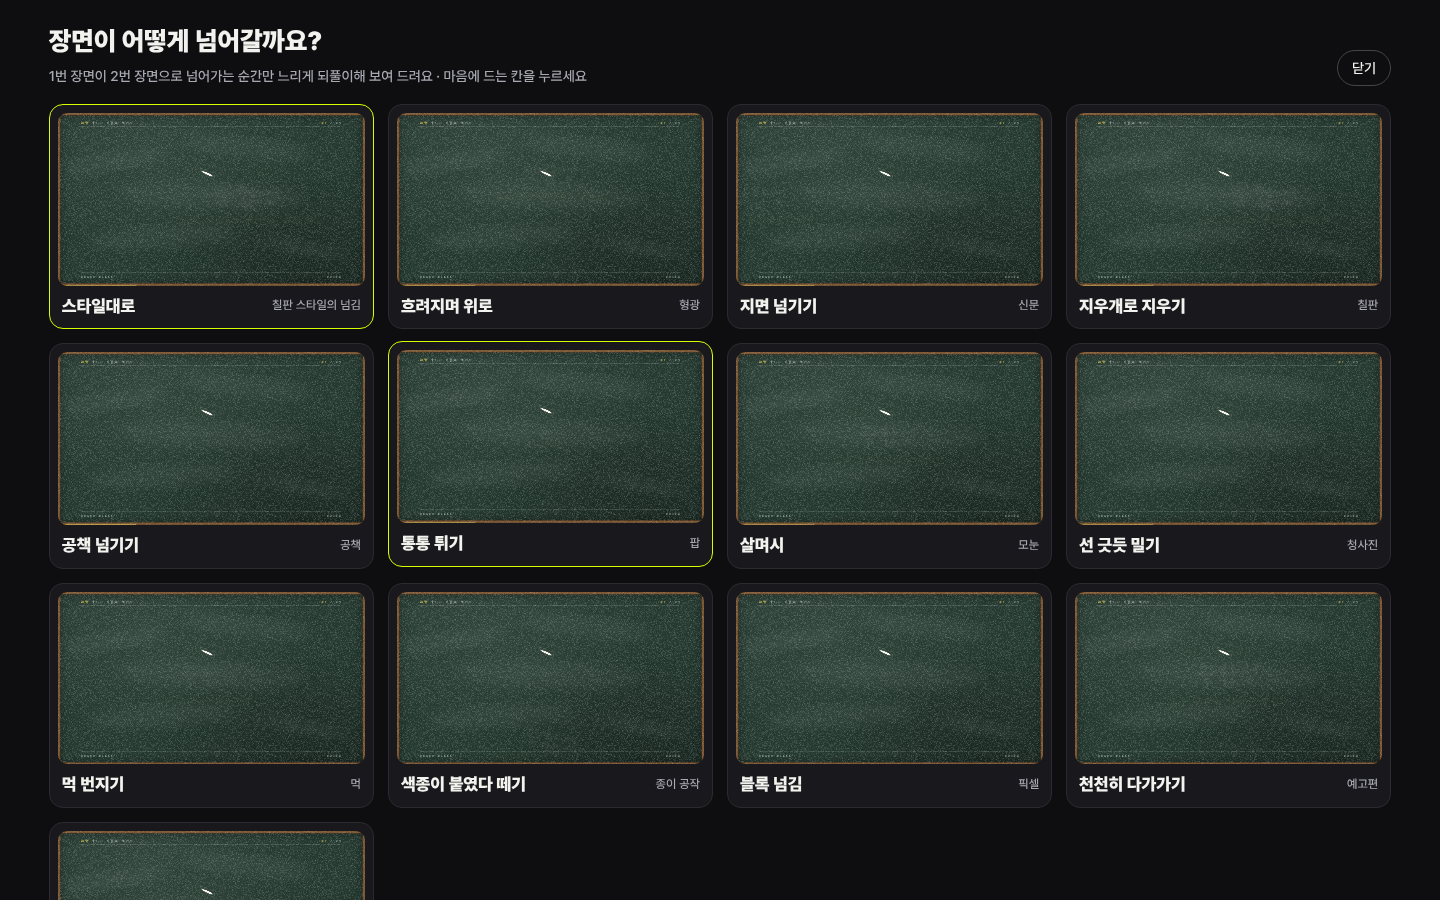 장면이 어떻게 넘어갈까요?
1번 장면이 2번 장면으로 넘어가는 순간만 느리게 되풀이해 보여 드려요 · 마음에 드는 칸을 누르세요
닫기
스타일대로 칠판 스타일의 넘김
흐려지며 위로 형광
지면 넘기기 신문
지우개로 지우기 칠판
공책 넘기기 공책
통통 튀기 팝
살며시 모눈
선 긋듯 밀기 청사진
먹 번지기 먹
색종이 붙였다 떼기 종이 공작
블록 넘김 픽셀
천천히 다가가기 예고편